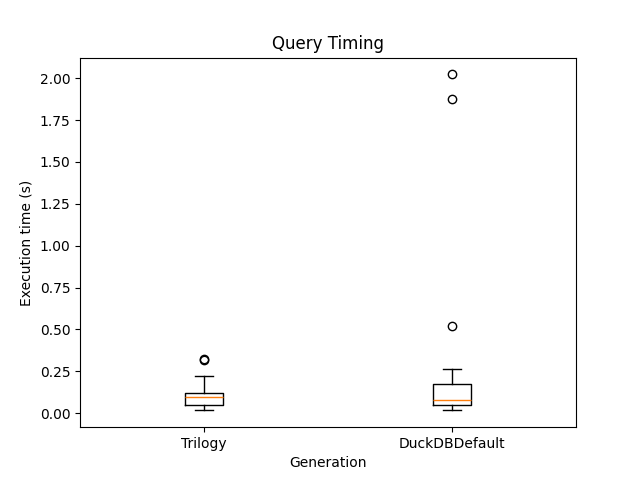 Query Timing
2.00
1.75
1.50
1.25
1.00
0.75
0.50
0.25
0.00
Execution time (s)
Trilogy
DuckDBDefault
Generation